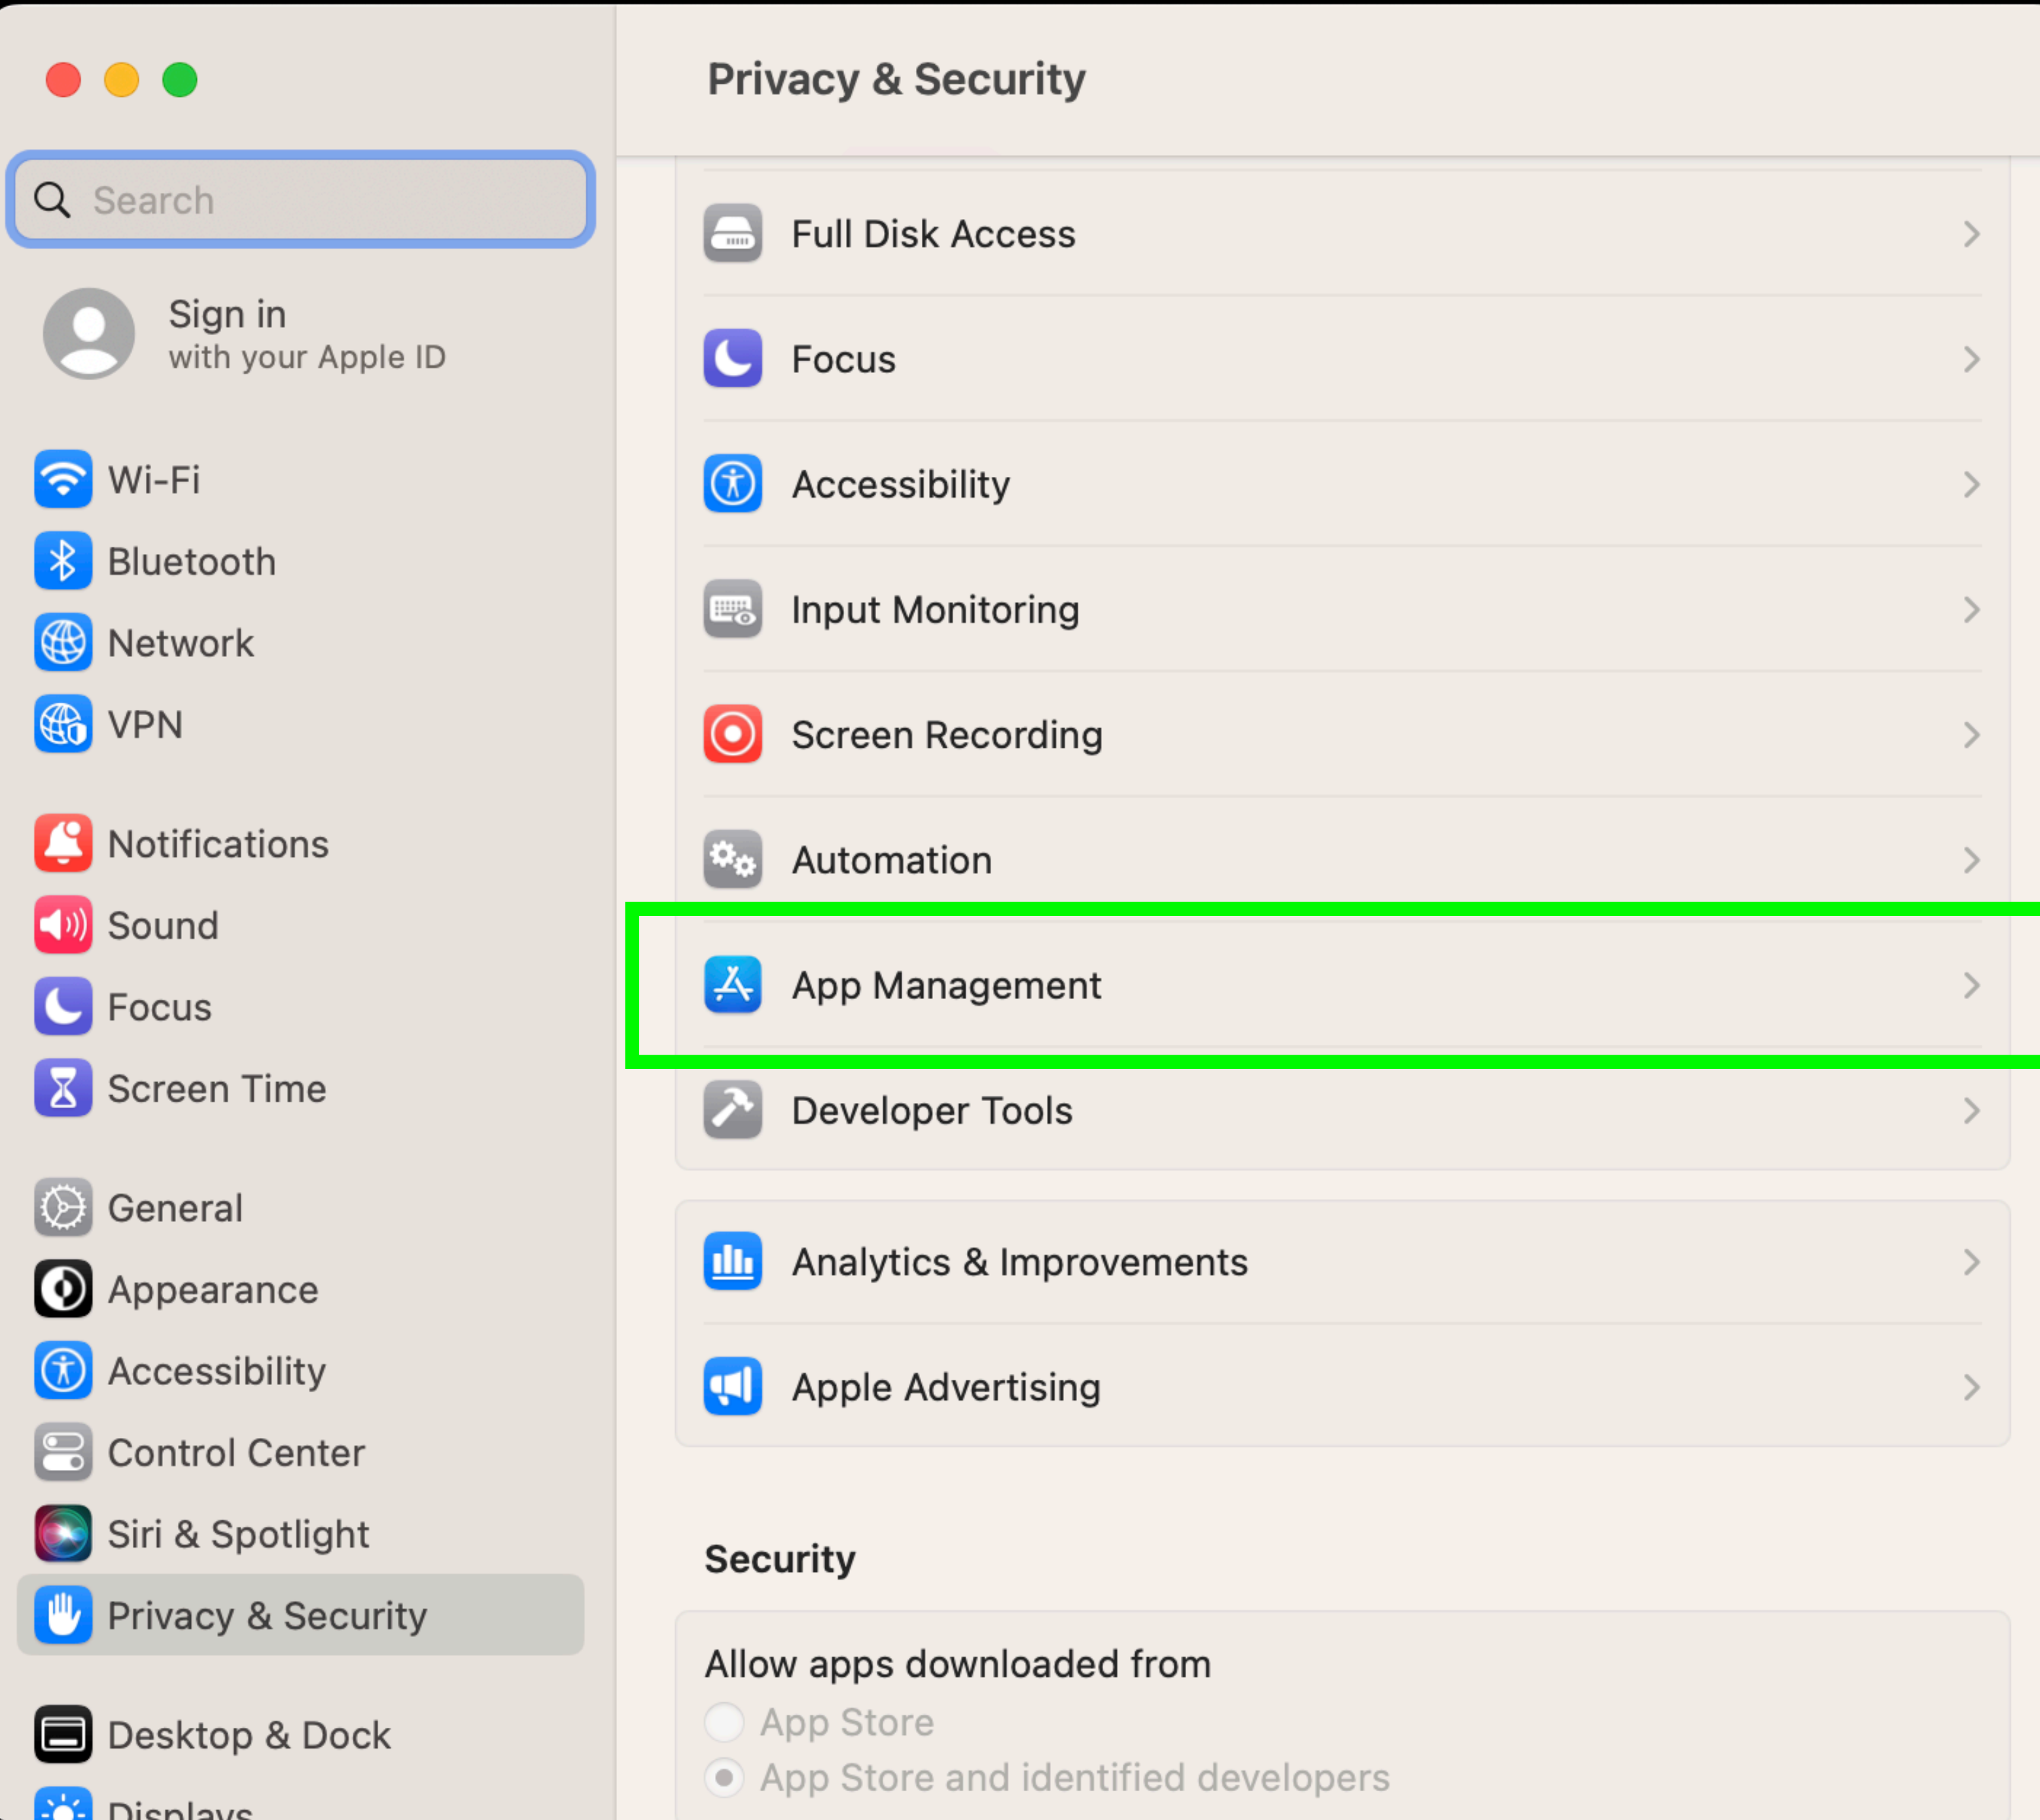 Privacy & Security
Search
Sign in
with your Apple ID
Wi-Fi
Bluetooth
Network
VPN
Notifications
Sound
Focus
Screen Time
General
Appearance
Accessibility
Control Center
Siri & Spotlight
Privacy & Security
Desktop & Dock
Displays
Full Disk Access
Focus
Accessibility
Input Monitoring
Screen Recording
Automation
App Management
Developer Tools
Analytics & Improvements
Apple Advertising
Security
Allow apps downloaded from
App Store
App Store and identified developers